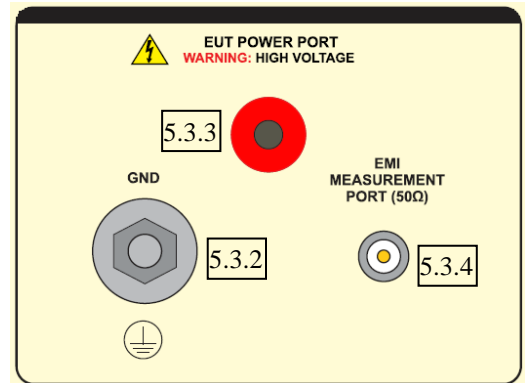 EUT POWER PORT
WARNING: HIGH VOLTAGE
5.3.3
EMI
MEASUREMENT
PORT (50Ω)
GND
5.3.2
5.3.4